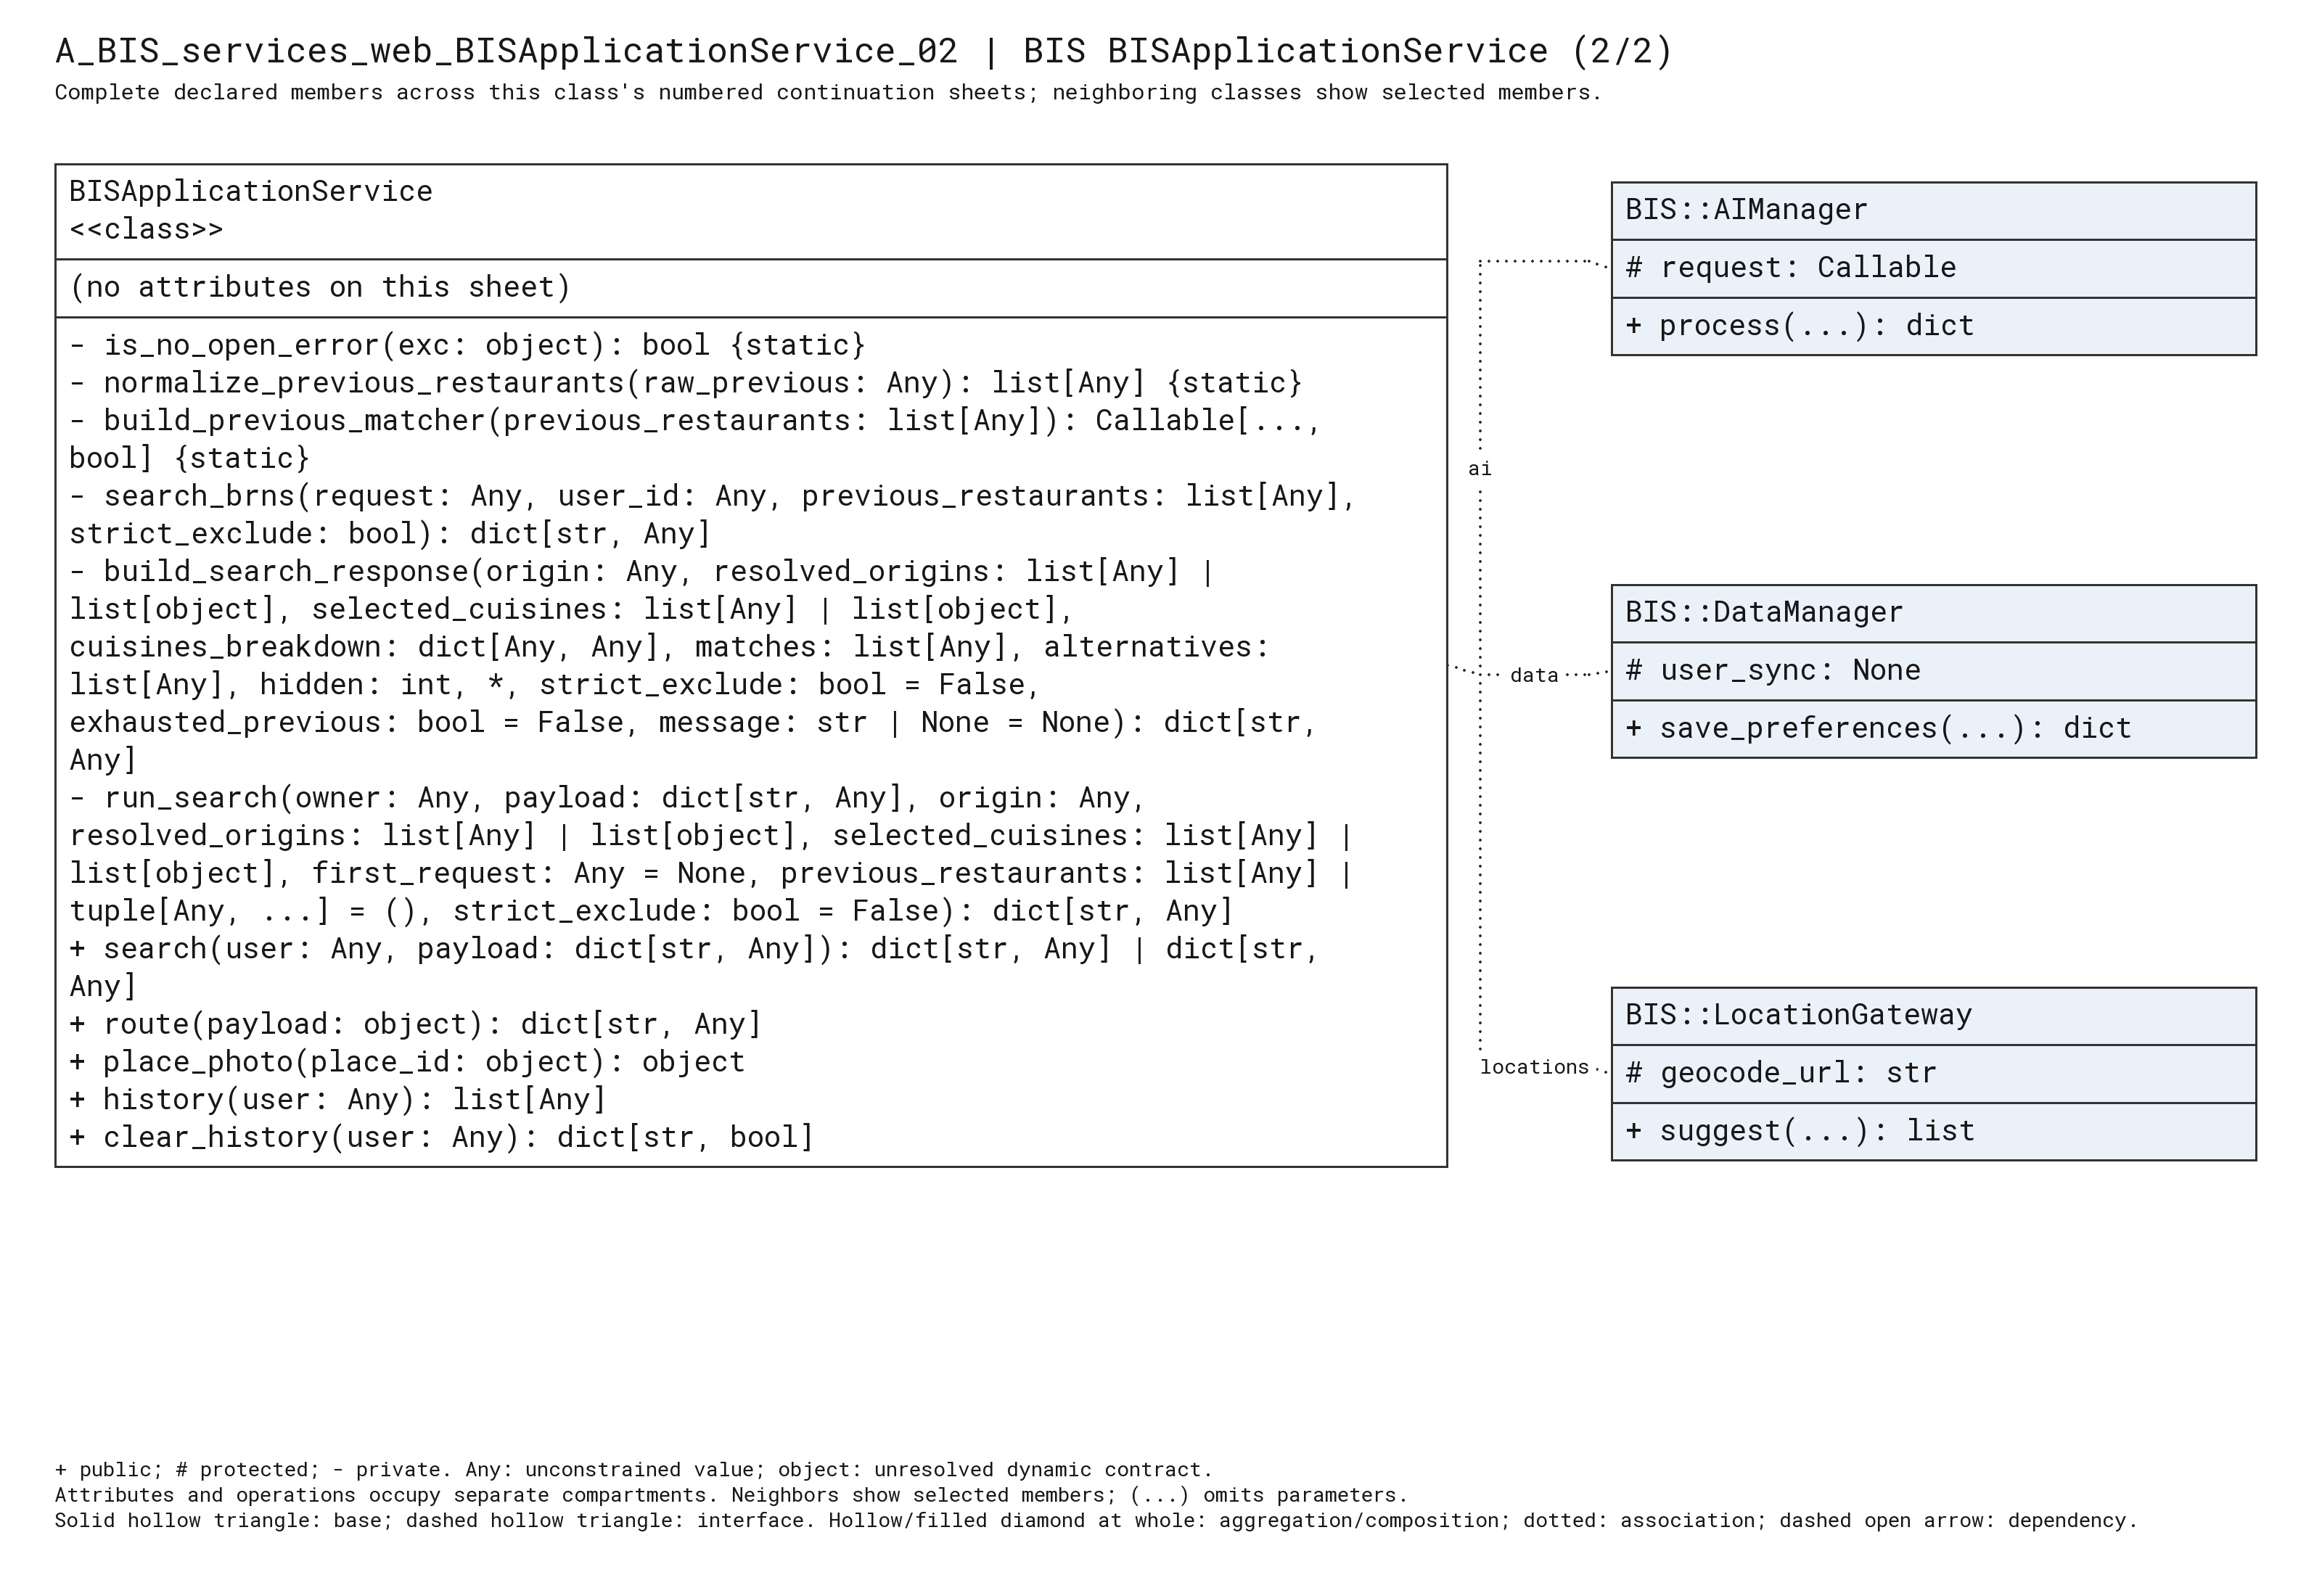 A_BIS_services_web_BISApplicationService_02 | BIS BISApplicationService (2/2)
Complete declared members across this class's numbered continuation sheets; neighboring classes show selected members.
BISApplicationService
<<class>>
(no attributes on this sheet)
- is_no_open_error(exc: object): bool {static}
- normalize_previous_restaurants(raw_previous: Any): list[Any] {static}
- build_previous_matcher(previous_restaurants: list[Any]): Callable[...,
bool] {static}
- search_brns(request: Any, user_id: Any, previous_restaurants: list[Any],
strict_exclude: bool): dict[str, Any]
- build_search_response(origin: Any, resolved_origins: list[Any] |
list[object], selected_cuisines: list[Any] | list[object],
cuisines_breakdown: dict[Any, Any], matches: list[Any], alternatives:
list[Any], hidden: int, *, strict_exclude: bool = False,
exhausted_previous: bool = False, message: str | None = None): dict[str,
Any]
- run_search(owner: Any, payload: dict[str, Any], origin: Any,
resolved_origins: list[Any] | list[object], selected_cuisines: list[Any] |
list[object], first_request: Any = None, previous_restaurants: list[Any] |
tuple[Any, ...] = (), strict_exclude: bool = False): dict[str, Any]
+ search(user: Any, payload: dict[str, Any]): dict[str, Any] | dict[str,
Any]
+ route(payload: object): dict[str, Any]
+ place_photo(place_id: object): object
+ history(user: Any): list[Any]
+ clear_history(user: Any): dict[str, bool]
ai
data
locations
BIS::AIManager
# request: Callable
+ process(...): dict
BIS::DataManager
# user_sync: None
+ save_preferences(...): dict
BIS::LocationGateway
# geocode_url: str
+ suggest(...): list
+ public; # protected; - private. Any: unconstrained value; object: unresolved dynamic contract.
Attributes and operations occupy separate compartments. Neighbors show selected members; (...) omits parameters.
Solid hollow triangle: base; dashed hollow triangle: interface. Hollow/filled diamond at whole: aggregation/composition; dotted: association; dashed open arrow: dependency.